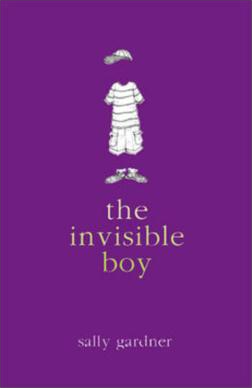 the
invisible
boy
sally gardner